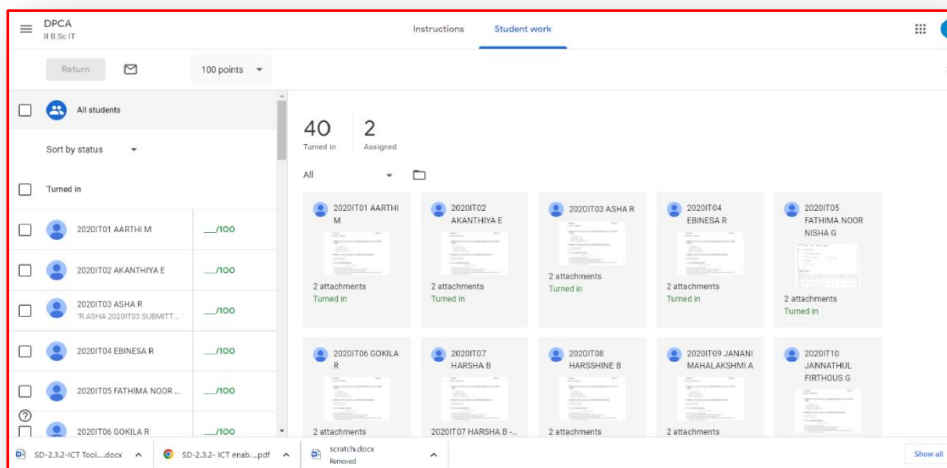 DPCA
II B.Sc IT
Instructions
Student work
Return
100 points
All students
Sort by status
Turned in
2020IT01 AARTHI M
__/100
2020IT02 AKANTHIYA E
__/100
2020IT03 ASHA R
"R.ASHA 2020IT03 SUBMITT...
__/100
2020IT04 EBINESA R
__/100
2020IT05 FATHIMA NOOR ...
__/100
2020IT06 GOKILA R
__/100
40
Turned in
2
Assigned
All
2020IT01 AARTHI
M
2 attachments
Turned in
2020IT02
AKANTHIYA E
2 attachments
Turned in
2020IT03 ASHA R
2 attachments
Turned in
2020IT04
EBINESA R
2 attachments
Turned in
2020IT05
FATHIMA NOOR
NISHA G
2 attachments
Turned in
2020IT06 GOKILA
R
2 attachments
2020IT07
HARSHA B
2020IT07 HARSHA B -...
2020IT08
HARSSHINE B
2 attachments
2020IT09 JANANI
MAHALAKSHMI A
2 attachments
2020IT10
JANNATHUL
FIRTHOUS G
2 attachments
SD-2.3.2-ICT Tool....docx
SD-2.3.2- ICT enab....pdf
scratch.docx
Removed
Show all